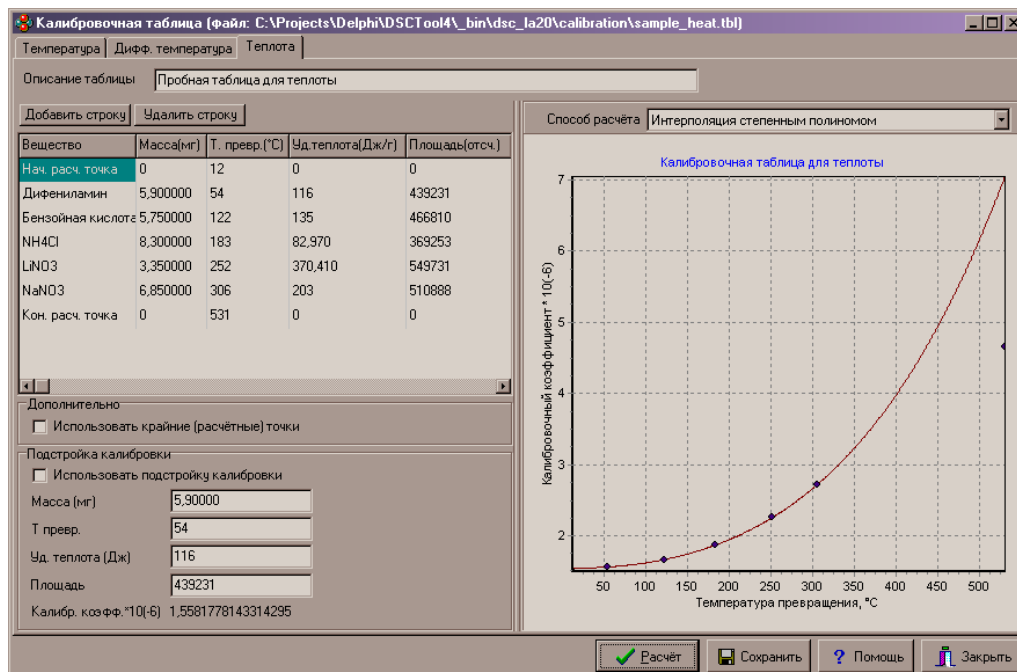 Калибровочная таблица (файл: C:\Projects\Delphi\DSCTool4\_bin\dsc_la20\calibration\sample_heat.tbl)
Температура Дифф. температура Теплота
Описание таблицы Пробная таблица для теплоты
Добавить строку Удалить строку
Вещество Масса(мг) Т. превр.(°C) Уд.теплота(Дж/г) Площадь(отсч.)
Нач. расч. точка 0 12 0 0
Дифениламин 5,900000 54 116 439231
Бензойная кислота 5,750000 122 135 466810
NH4Cl 8,300000 183 82,970 369253
LiNO3 3,350000 252 370,410 549731
NaNO3 6,850000 306 203 510888
Кон. расч. точка 0 531 0 0
Дополнительно
Использовать крайние (расчётные) точки
Подстройка калибровки
Использовать подстройку калибровки
Масса (мг) 5,90000
Т превр. 54
Уд. теплота (Дж) 116
Площадь 439231
Калибр. коэфф.*10(-6) 1,5581778143314295
Способ расчёта Интерполяция степенным полиномом
Калибровочная таблица для теплоты
Калибровочный коэффициент * 10(-6)
7
6
5
4
3
2
50 100 150 200 250 300 350 400 450 500
Температура превращения, °C
Расчёт Сохранить ? Помощь Закрыть